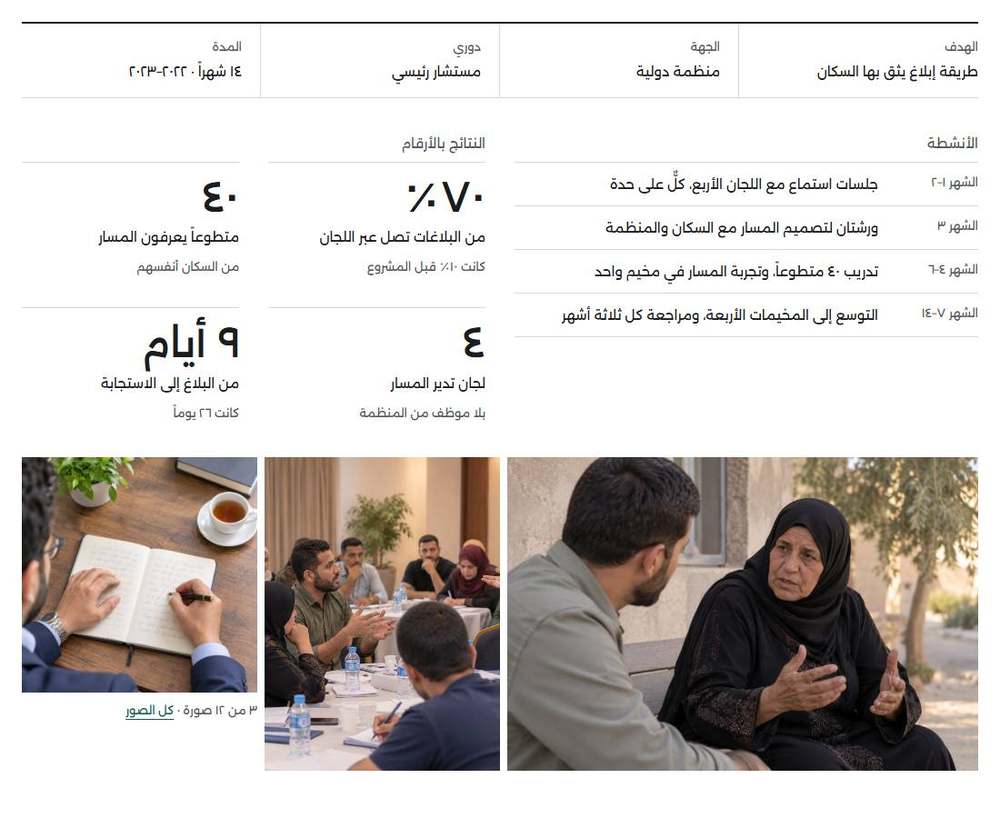 الهدف
طريقة إبلاغ يثق بها السكان
الجهة
منظمة دولية
دوري
مستشار رئيسي
المدة
١٤ شهراً · ٢٠٢٢–٢٠٢٣
الأنشطة
الشهر ١–٢
جلسات استماع مع اللجان الأربع، كلٌّ على حدة
الشهر ٣
ورشتان لتصميم المسار مع السكان والمنظمة
الشهر ٤–٦
تدريب ٤٠ متطوعاً، وتجربة المسار في مخيم واحد
الشهر ٧–١٤
التوسع إلى المخيمات الأربعة، ومراجعة كل ثلاثة أشهر
النتائج بالأرقام
٧٠٪
من البلاغات تصل عبر اللجان
كانت ١٠٪ قبل المشروع
٤٠
متطوعاً يعرفون المسار
من السكان أنفسهم
٤
لجان تدير المسار
بلا موظف من المنظمة
٩ أيام
من البلاغ إلى الاستجابة
كانت ٢٦ يوماً
٣ من ١٢ صورة · كل الصور